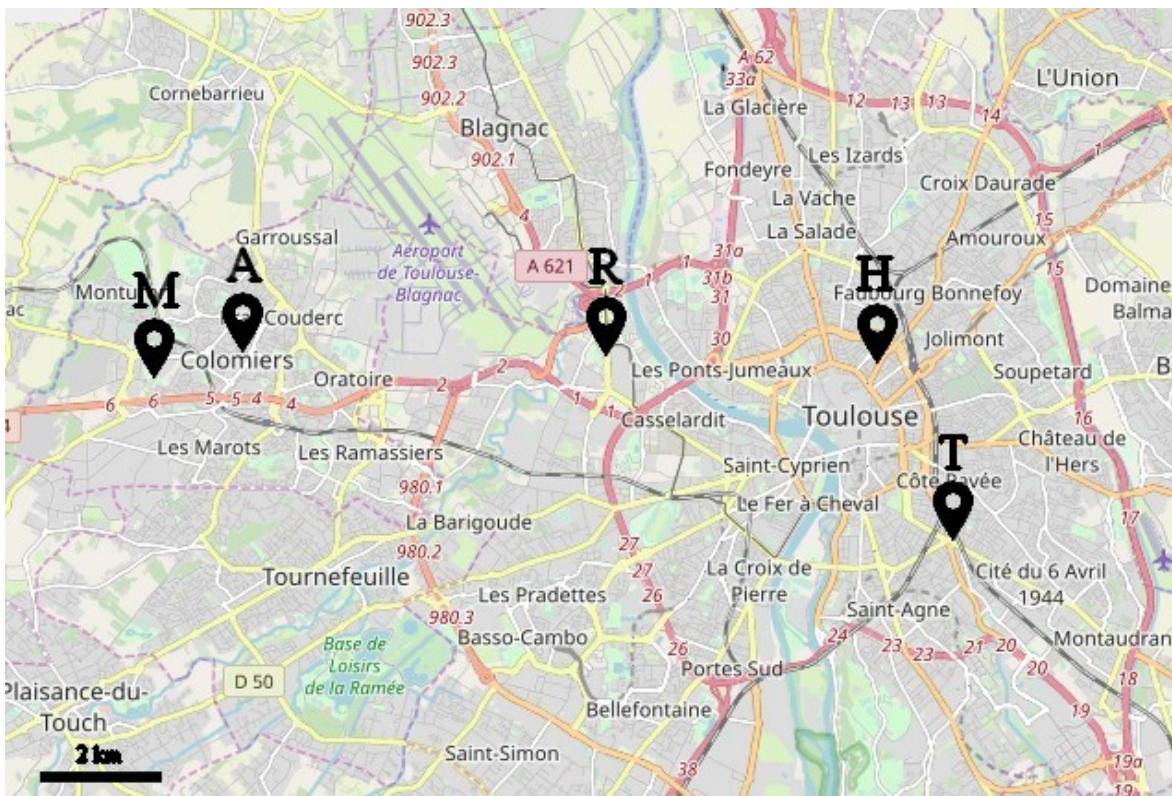 902.3
A 62
902.3
33a
L'Union
Cornebarrieu
902.2
La Glacière
12
13
13
14
Blagnac
1
902.1
Les Izards
Fondeyre
Croix Daurade
La Vache
4
15
La Salade
Amouroux
Garroussal
Aéroport
de Toulouse-
Blagnac
A 621
R
1
1
31a
31b
31
H
15
A
M
Faubourg Bonnefoy
Domaine
Balma
Couderc
30
Jolimont
Colomiers
Les Ponts-Jumeaux
Soupetard
B
Oratoire
2
2
1
1
6
6
5
5
4
4
Casselardit
Toulouse
16
4
Les Marots
Les Ramassiers
Château de
l'Hers
T
Saint-Cyprien
980.1
Le Fer à Cheval
17
La Barigoude
980.2
27
Tournefeuille
27
La Croix de
Pierre
Cité du 6 Avril
1944
Les Pradettes
26
Saint-Agne
980.3
Basso-Cambo
24
23
23
21
20
20
Montaudran
Base de
Loisirs
de la Ramée
26
Portes Sud
D 50
18
Plaisance-du-
Touch
Bellefontaine
19
Saint-Simon
2 km
38
19a
19